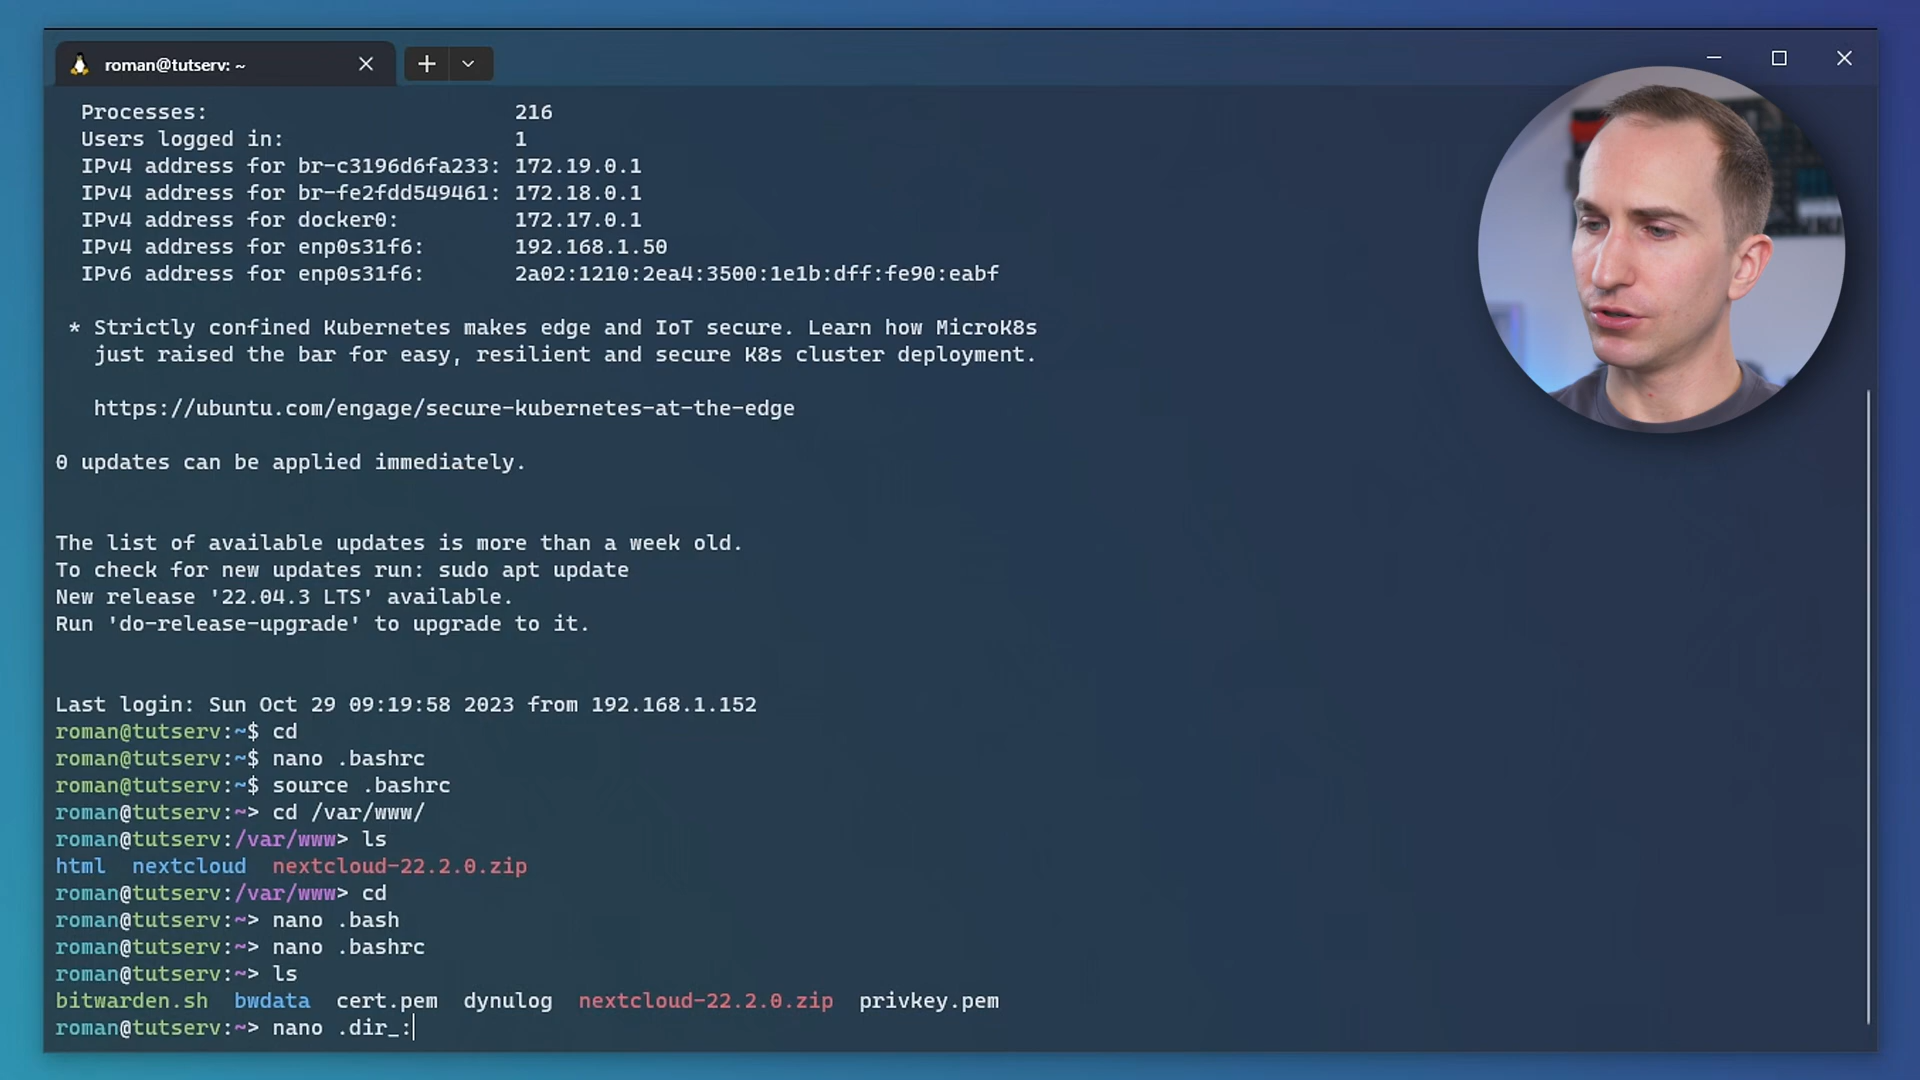 roman@tutserv: ~
Processes: 216
Users logged in: 1
IPv4 address for br-c3196d6fa233: 172.19.0.1
IPv4 address for br-fe2fdd549461: 172.18.0.1
IPv4 address for docker0: 172.17.0.1
IPv4 address for enp0s31f6: 192.168.1.50
IPv6 address for enp0s31f6: 2a02:1210:2ea4:3500:1e1b:dff:fe90:eabf
* Strictly confined Kubernetes makes edge and IoT secure. Learn how MicroK8s
just raised the bar for easy, resilient and secure K8s cluster deployment.
https://ubuntu.com/engage/secure-kubernetes-at-the-edge
0 updates can be applied immediately.
The list of available updates is more than a week old.
To check for new updates run: sudo apt update
New release '22.04.3 LTS' available.
Run 'do-release-upgrade' to upgrade to it.
Last login: Sun Oct 29 09:19:58 2023 from 192.168.1.152
roman@tutserv:~$ cd
roman@tutserv:~$ nano .bashrc
roman@tutserv:~$ source .bashrc
roman@tutserv:~> cd /var/www/
roman@tutserv:/var/www> ls
html nextcloud nextcloud-22.2.0.zip
roman@tutserv:/var/www> cd
roman@tutserv:~> nano .bash
roman@tutserv:~> nano .bashrc
roman@tutserv:~> ls
bitwarden.sh bwdata cert.pem dynulog nextcloud-22.2.0.zip privkey.pem
roman@tutserv:~> nano .dir_: